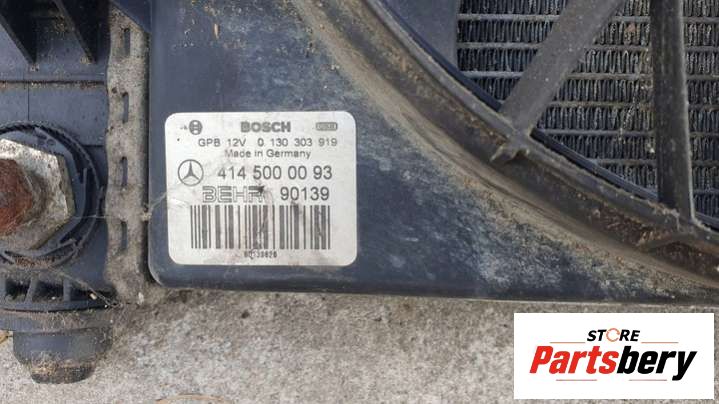 BOSCH
GPB 12V 0 130 303 919
Made in Germany
414 500 00 93
BEHR 90139
STORE
Partsbery